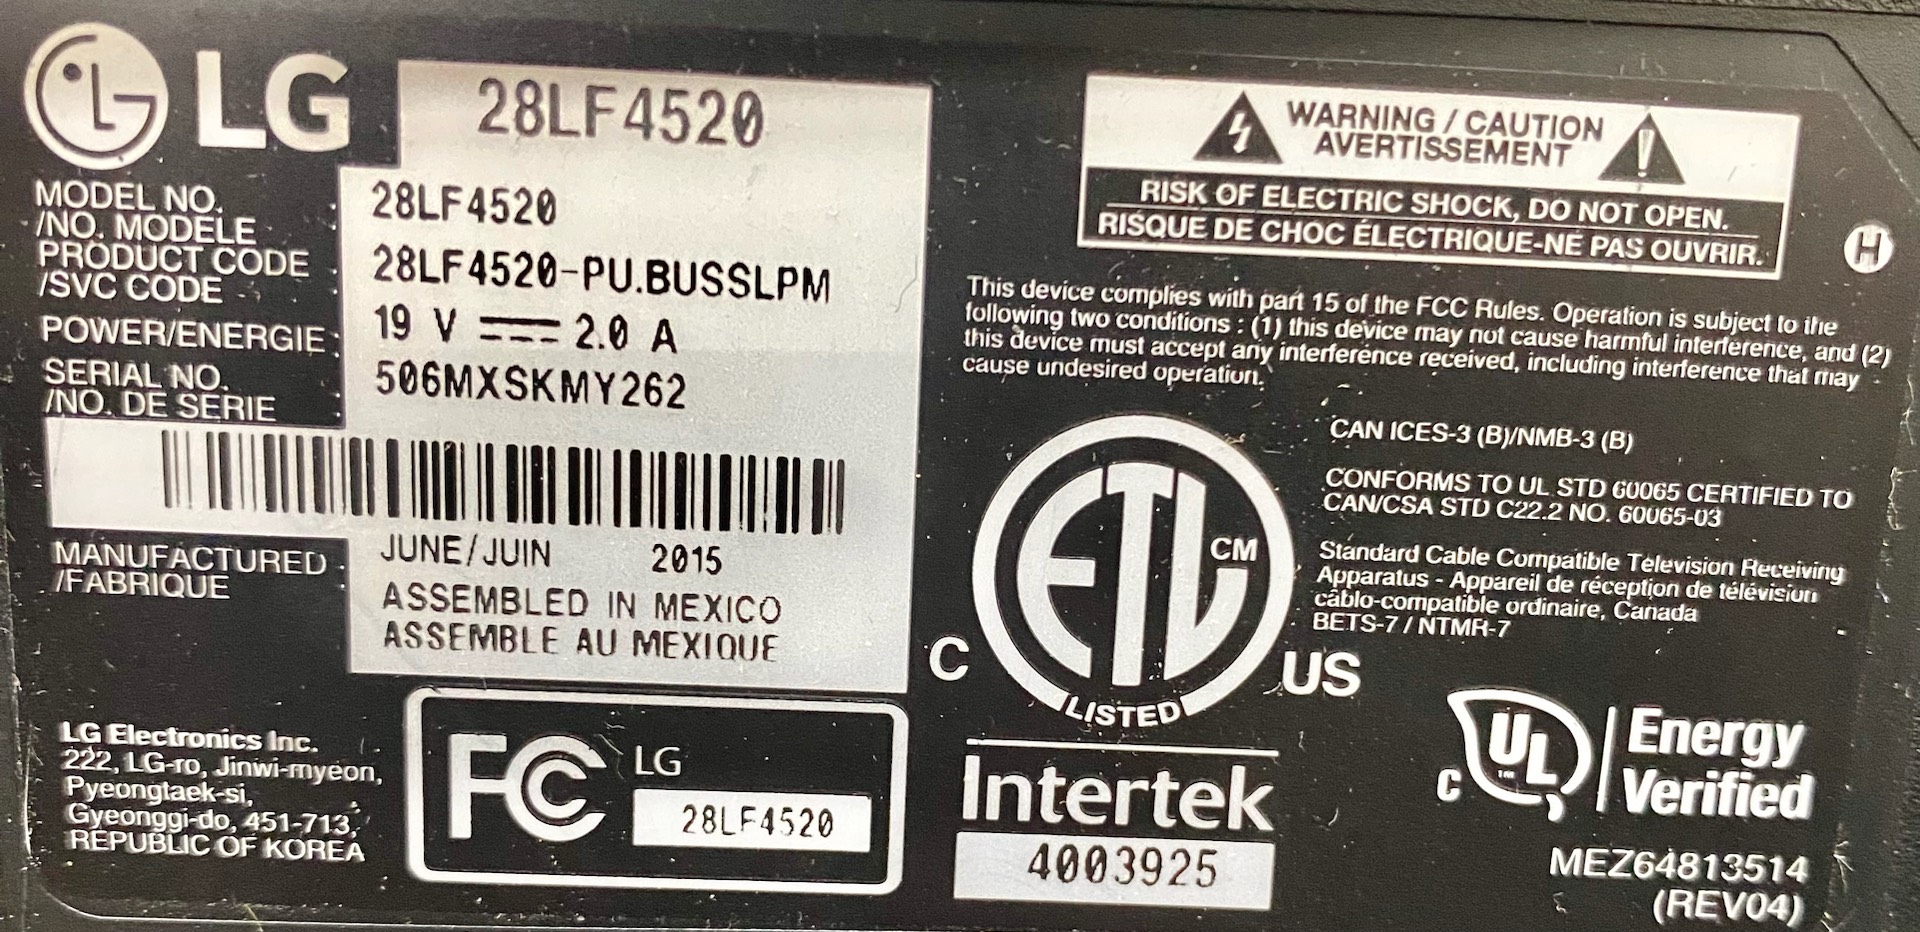 LG
28LF4520
MODEL NO.
/NO. MODÈLE :
28LF4520
PRODUCT CODE
/SVC CODE :
28LF4520-PU.BUSSLPM
POWER/ENERGIE :
19 V 2.0 A
SERIAL NO.
/NO. DE SÉRIE :
506MXSKMY262
MANUFACTURED
/FABRIQUÉ :
JUNE/JUIN 2015
ASSEMBLED IN MEXICO
ASSEMBLE AU MEXIQUE
LG Electronics Inc.
222, LG-ro, Jinwi-myeon,
Pyeongtaek-si,
Gyeonggi-do, 451-713,
REPUBLIC OF KOREA
FC
LG
28LF4520
WARNING / CAUTION
AVERTISSEMENT
RISK OF ELECTRIC SHOCK, DO NOT OPEN.
RISQUE DE CHOC ÉLECTRIQUE-NE PAS OUVRIR.
H
This device complies with part 15 of the FCC Rules. Operation is subject to the
following two conditions : (1) this device may not cause harmful interference, and (2)
this device must accept any interference received, including interference that may
cause undesired operation.
ETL
CM
C
US
LISTED
Intertek
4003925
CAN ICES-3 (B)/NMB-3 (B)
CONFORMS TO UL STD 60065 CERTIFIED TO
CAN/CSA STD C22.2 NO. 60065-03
Standard Cable Compatible Television Receiving
Apparatus - Appareil de réception de télévision
câblo-compatible ordinaire, Canada
BETS-7 / NTMR-7
C
UL
Energy
Verified
MEZ64813514
(REV04)